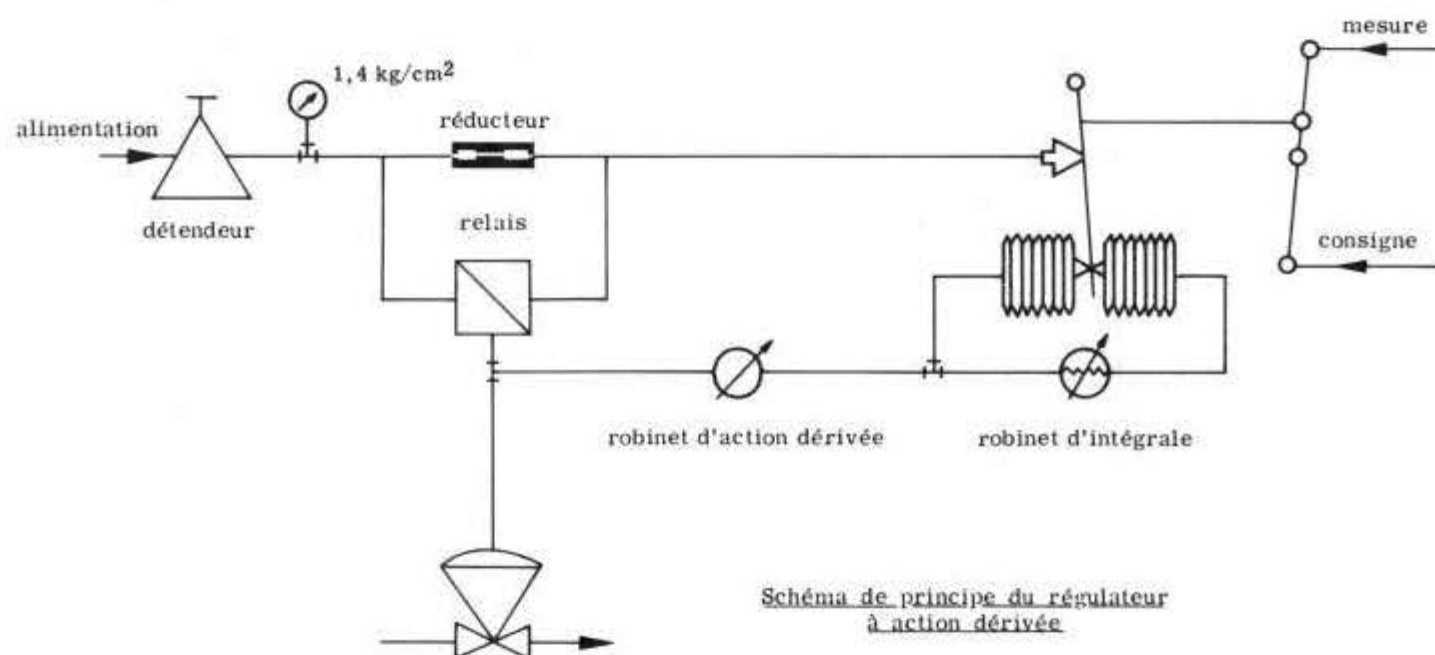 mesure
1,4 kg/cm²
alimentation
réducteur
détendeur
relais
consigne
robinet d'action dérivée
robinet d'intégrale
Schéma de principe du régulateur
à action dérivée